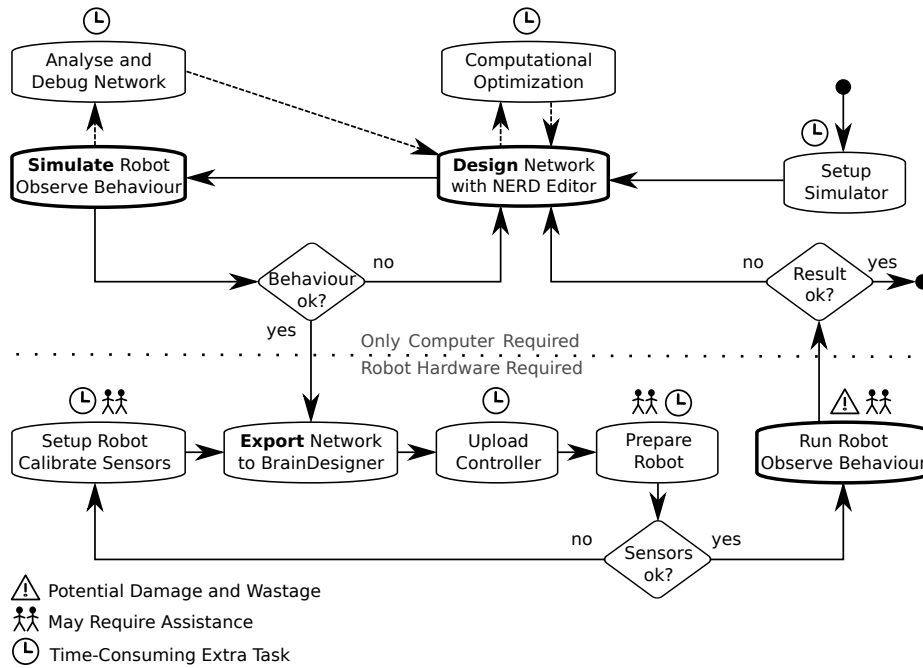 Analyse and
Debug Network
Computational
Optimization
Simulate Robot
Observe Behaviour
Design Network
with NERD Editor
Setup
Simulator
Behaviour
ok?
no
yes
no
Result
ok?
yes
Only Computer Required
Robot Hardware Required
Setup Robot
Calibrate Sensors
Export Network
to BrainDesigner
Upload
Controller
Prepare
Robot
Run Robot
Observe Behaviour
no
Sensors
ok?
yes
Potential Damage and Wastage
May Require Assistance
Time-Consuming Extra Task